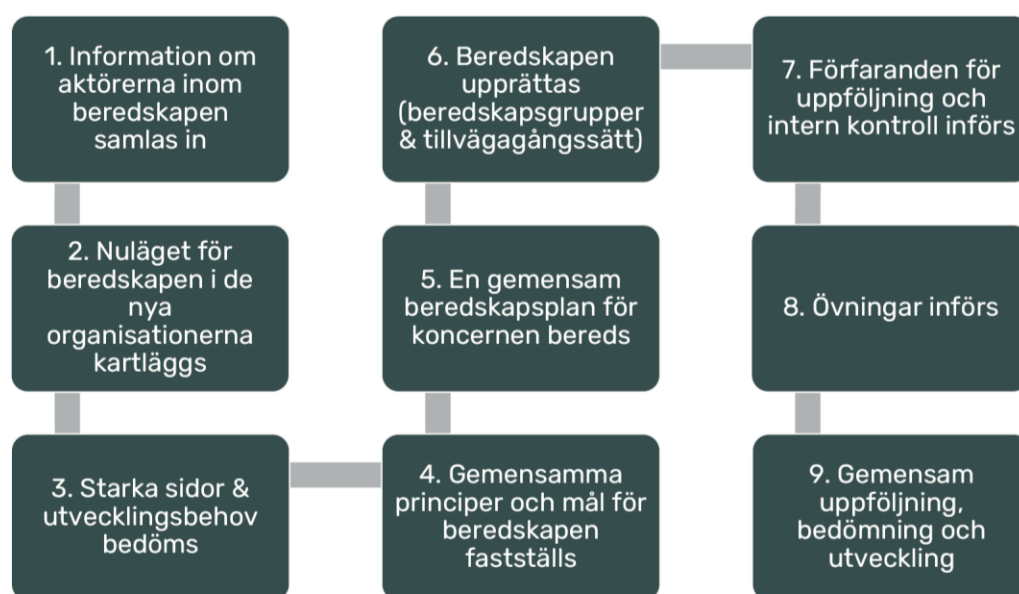 1. Information om
aktörerna inom
beredskapen
samlas in
2. Nuläget för
beredskapen i de
nya
organisationerna
kartläggs
3. Starka sidor &
utvecklingsbehov
bedöms
4. Gemensamma
principer och mål för
beredskapen
fastställs
5. En gemensam
beredskapsplan för
koncernen bereds
6. Beredskapen
upprättas
(beredskapsgrupper
& tillvägagångssätt)
7. Förfaranden för
uppföljning och
intern kontroll införs
8. Övningar införs
9. Gemensam
uppföljning,
bedömning och
utveckling